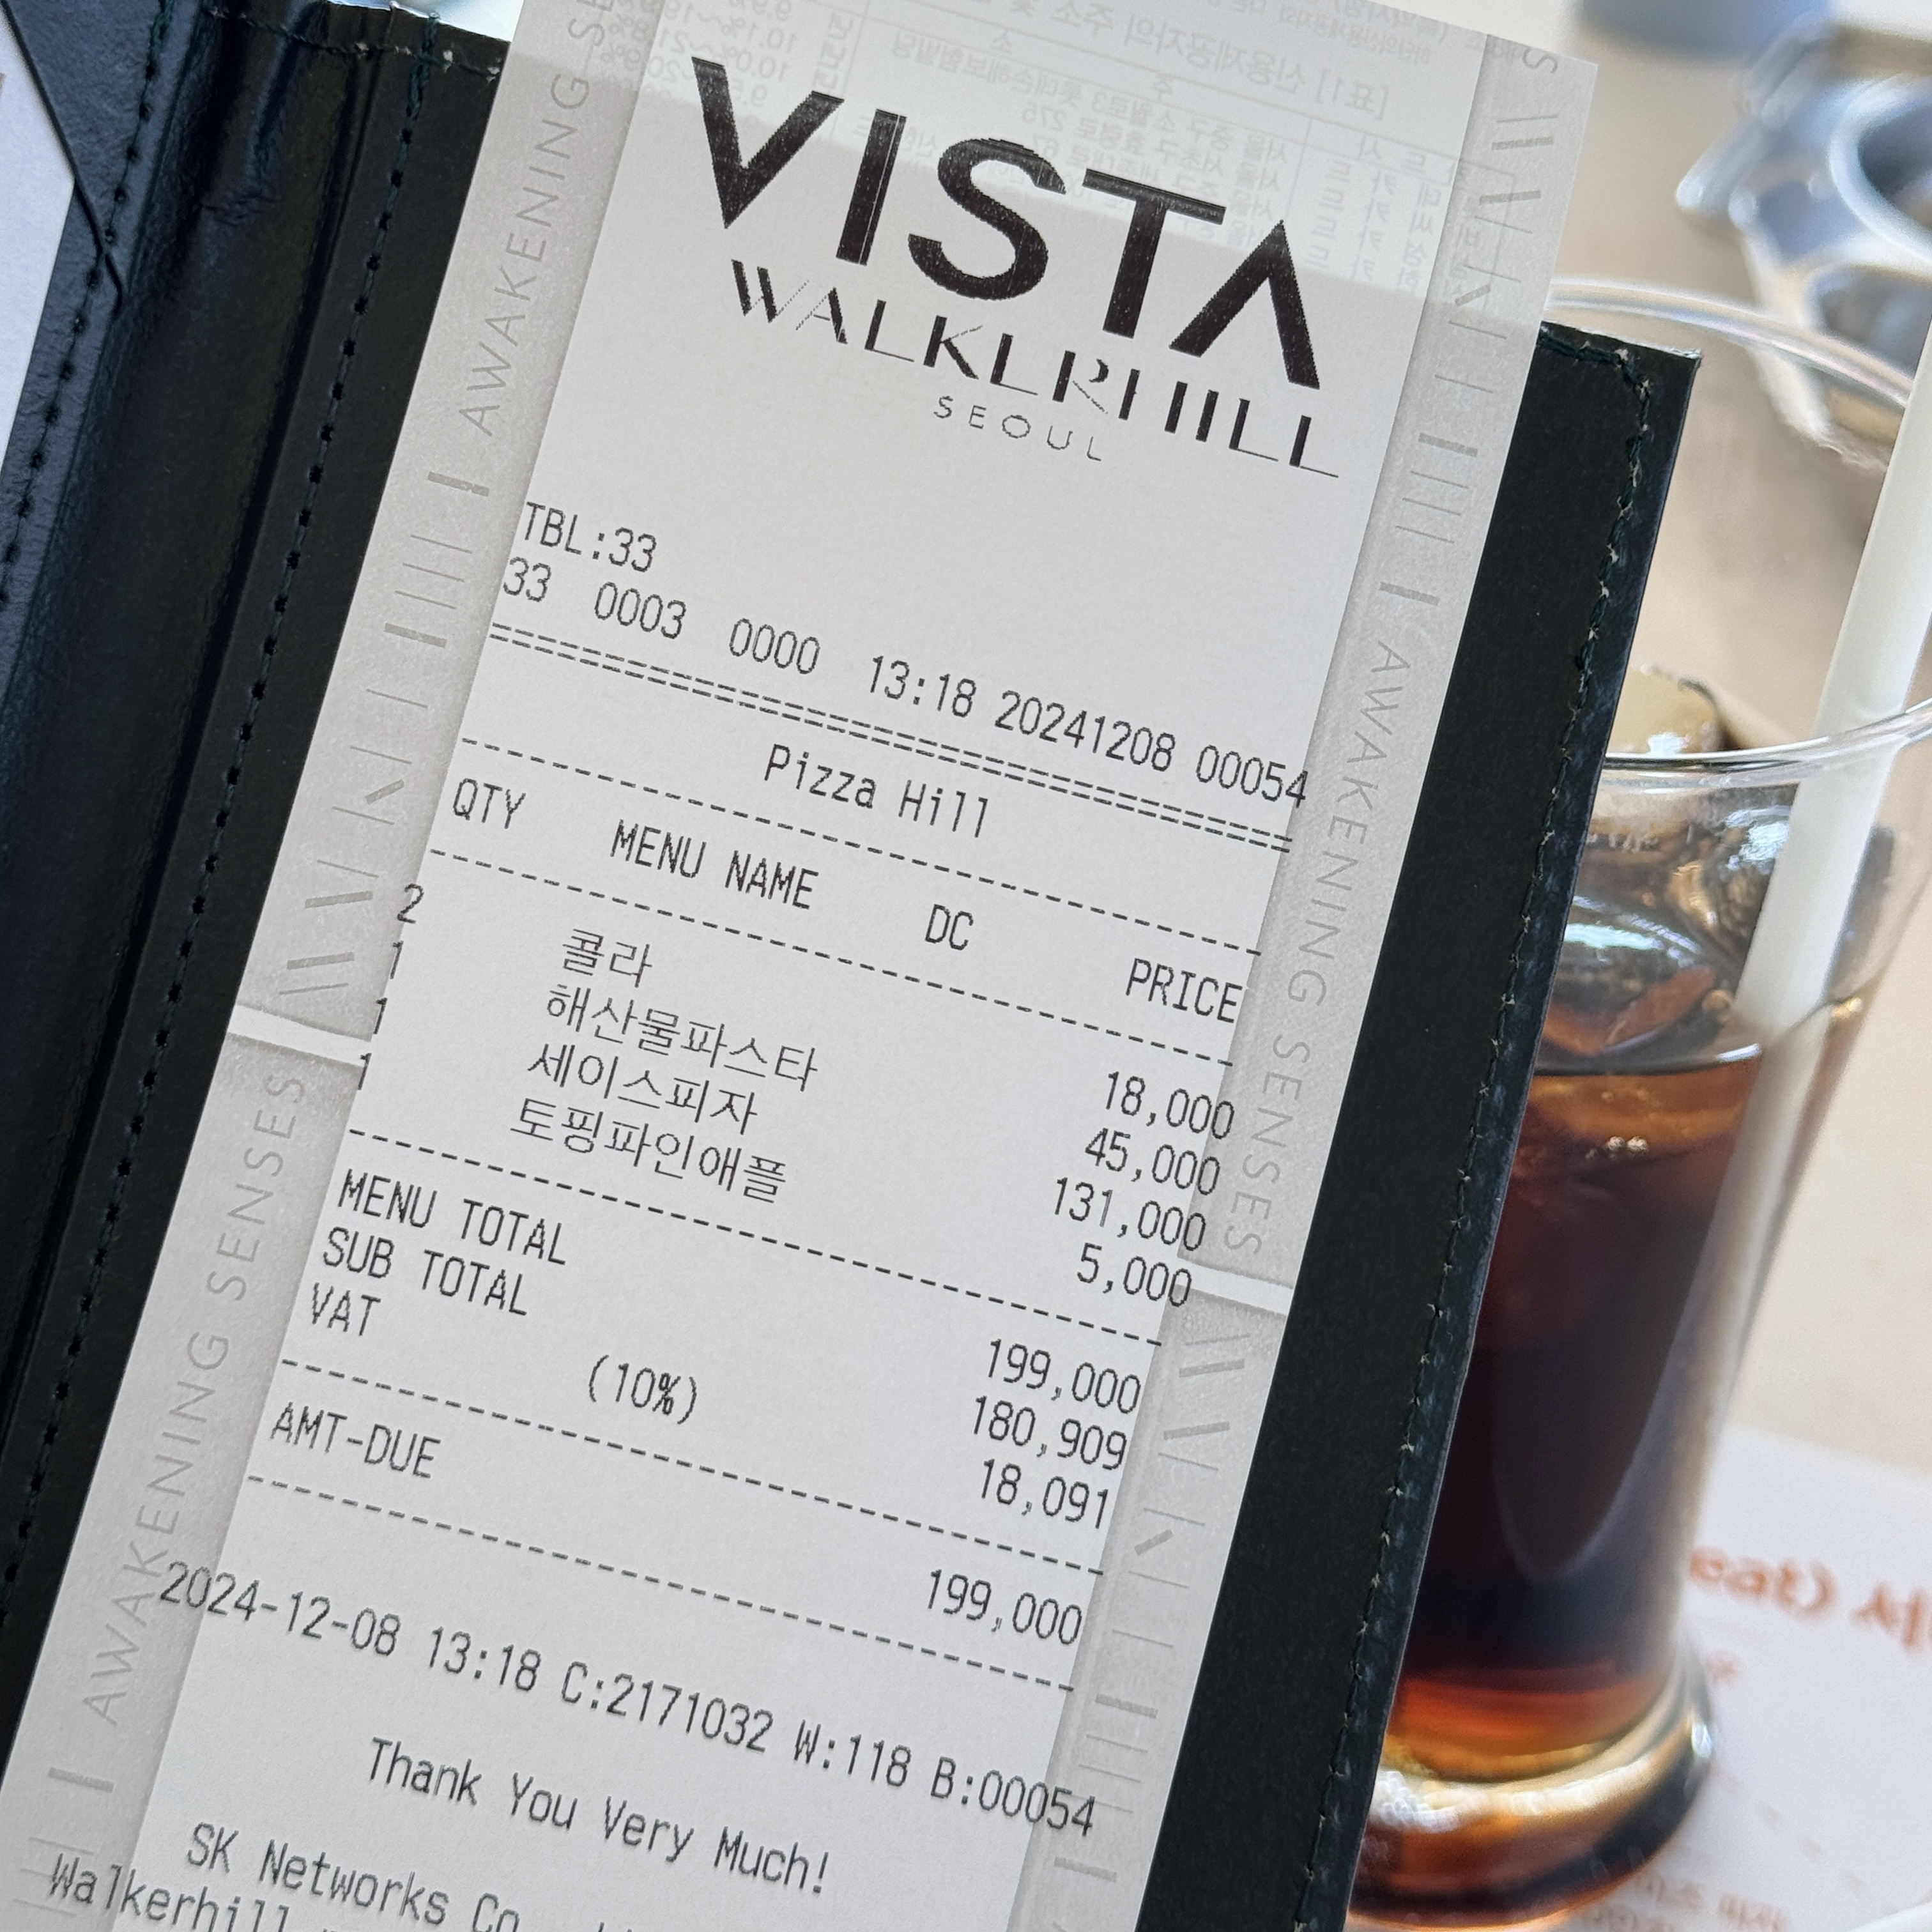 VISTA
WALKERHILL
SEOUL
TBL:33
33 0003 0000 13:18 20241208 00054
Pizza Hill
QTY MENU NAME DC PRICE
2 콜라 18,000
1 해산물파스타 45,000
1 세이스피자 131,000
1 토핑파인애플 5,000
MENU TOTAL 199,000
SUB TOTAL 180,909
VAT (10%) 18,091
AMT-DUE 199,000
2024-12-08 13:18 C:2171032 W:118 B:00054
Thank You Very Much!
SK Networks Co
Walkerhill
AWAKENING SE
AWAKENING SENSES
AWAKENING SENSES